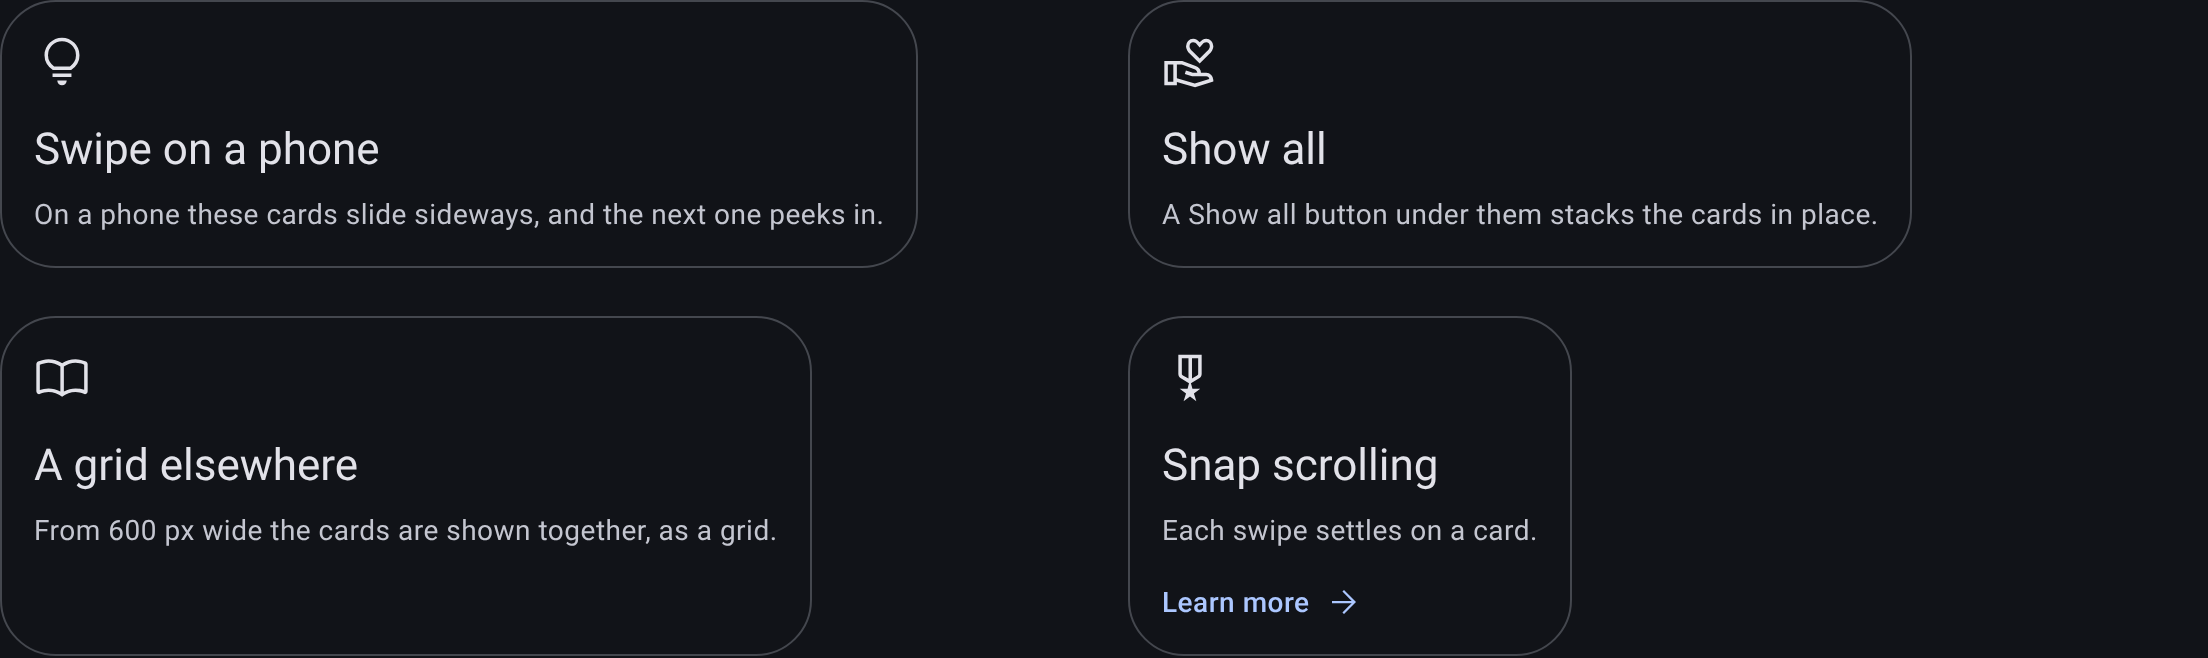 Swipe on a phone
On a phone these cards slide sideways, and the next one peeks in.
Show all
A Show all button under them stacks the cards in place.
A grid elsewhere
From 600 px wide the cards are shown together, as a grid.
Snap scrolling
Each swipe settles on a card.
Learn more